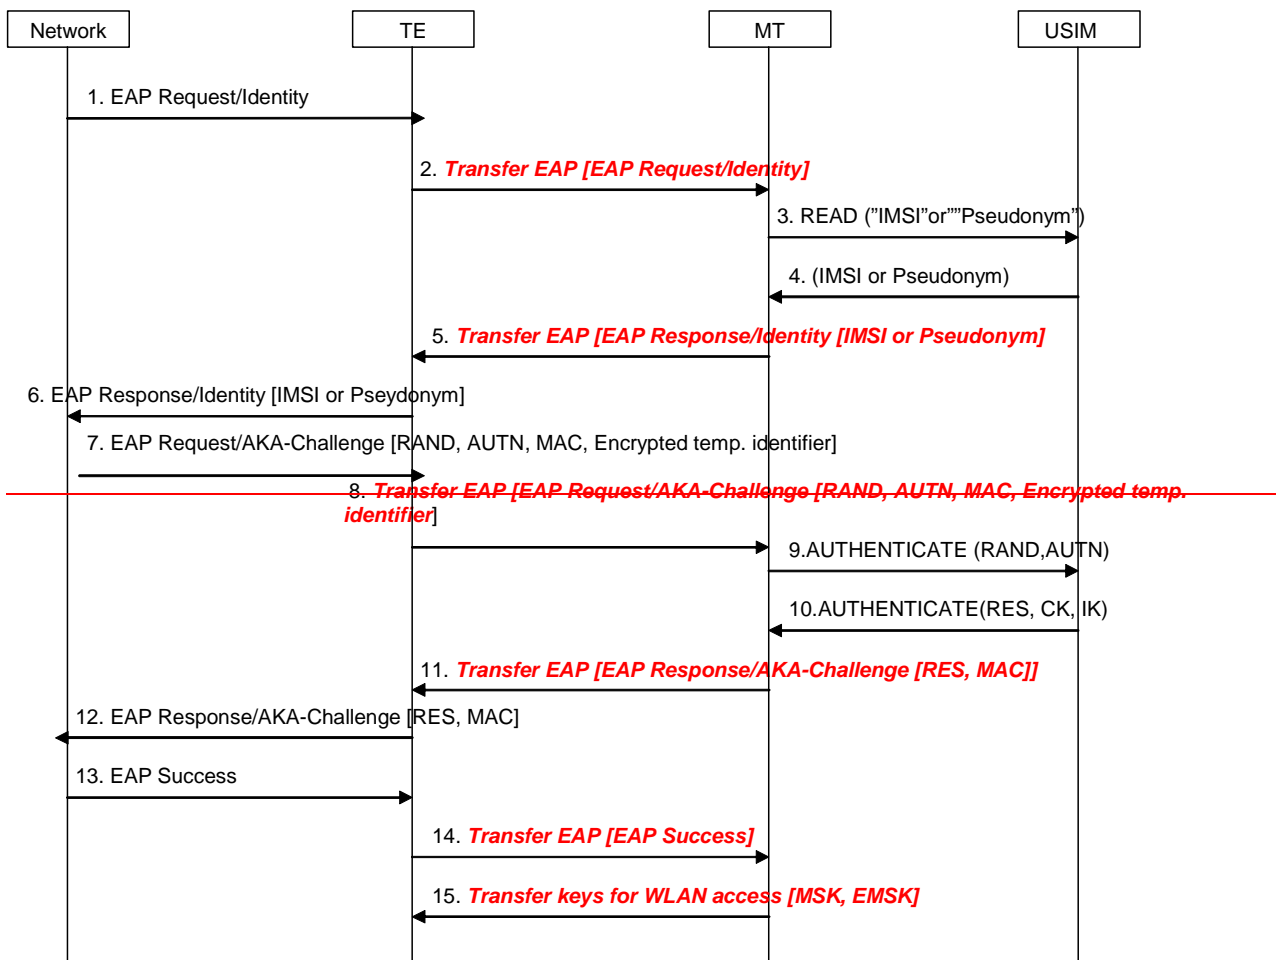 Network
TE
MT
USIM
1. EAP Request/Identity
2. Transfer EAP [EAP Request/Identity]
3. READ (”IMSI”or””Pseudonym”)
4. (IMSI or Pseudonym)
5. Transfer EAP [EAP Response/Identity [IMSI or Pseudonym]
6. EAP Response/Identity [IMSI or Pseydonym]
7. EAP Request/AKA-Challenge [RAND, AUTN, MAC, Encrypted temp. identifier]
8. Transfer EAP [EAP Request/AKA-Challenge [RAND, AUTN, MAC, Encrypted temp.
identifier]
9.AUTHENTICATE (RAND,AUTN)
10.AUTHENTICATE(RES, CK, IK)
11. Transfer EAP [EAP Response/AKA-Challenge [RES, MAC]]
12. EAP Response/AKA-Challenge [RES, MAC]
13. EAP Success
14. Transfer EAP [EAP Success]
15. Transfer keys for WLAN access [MSK, EMSK]